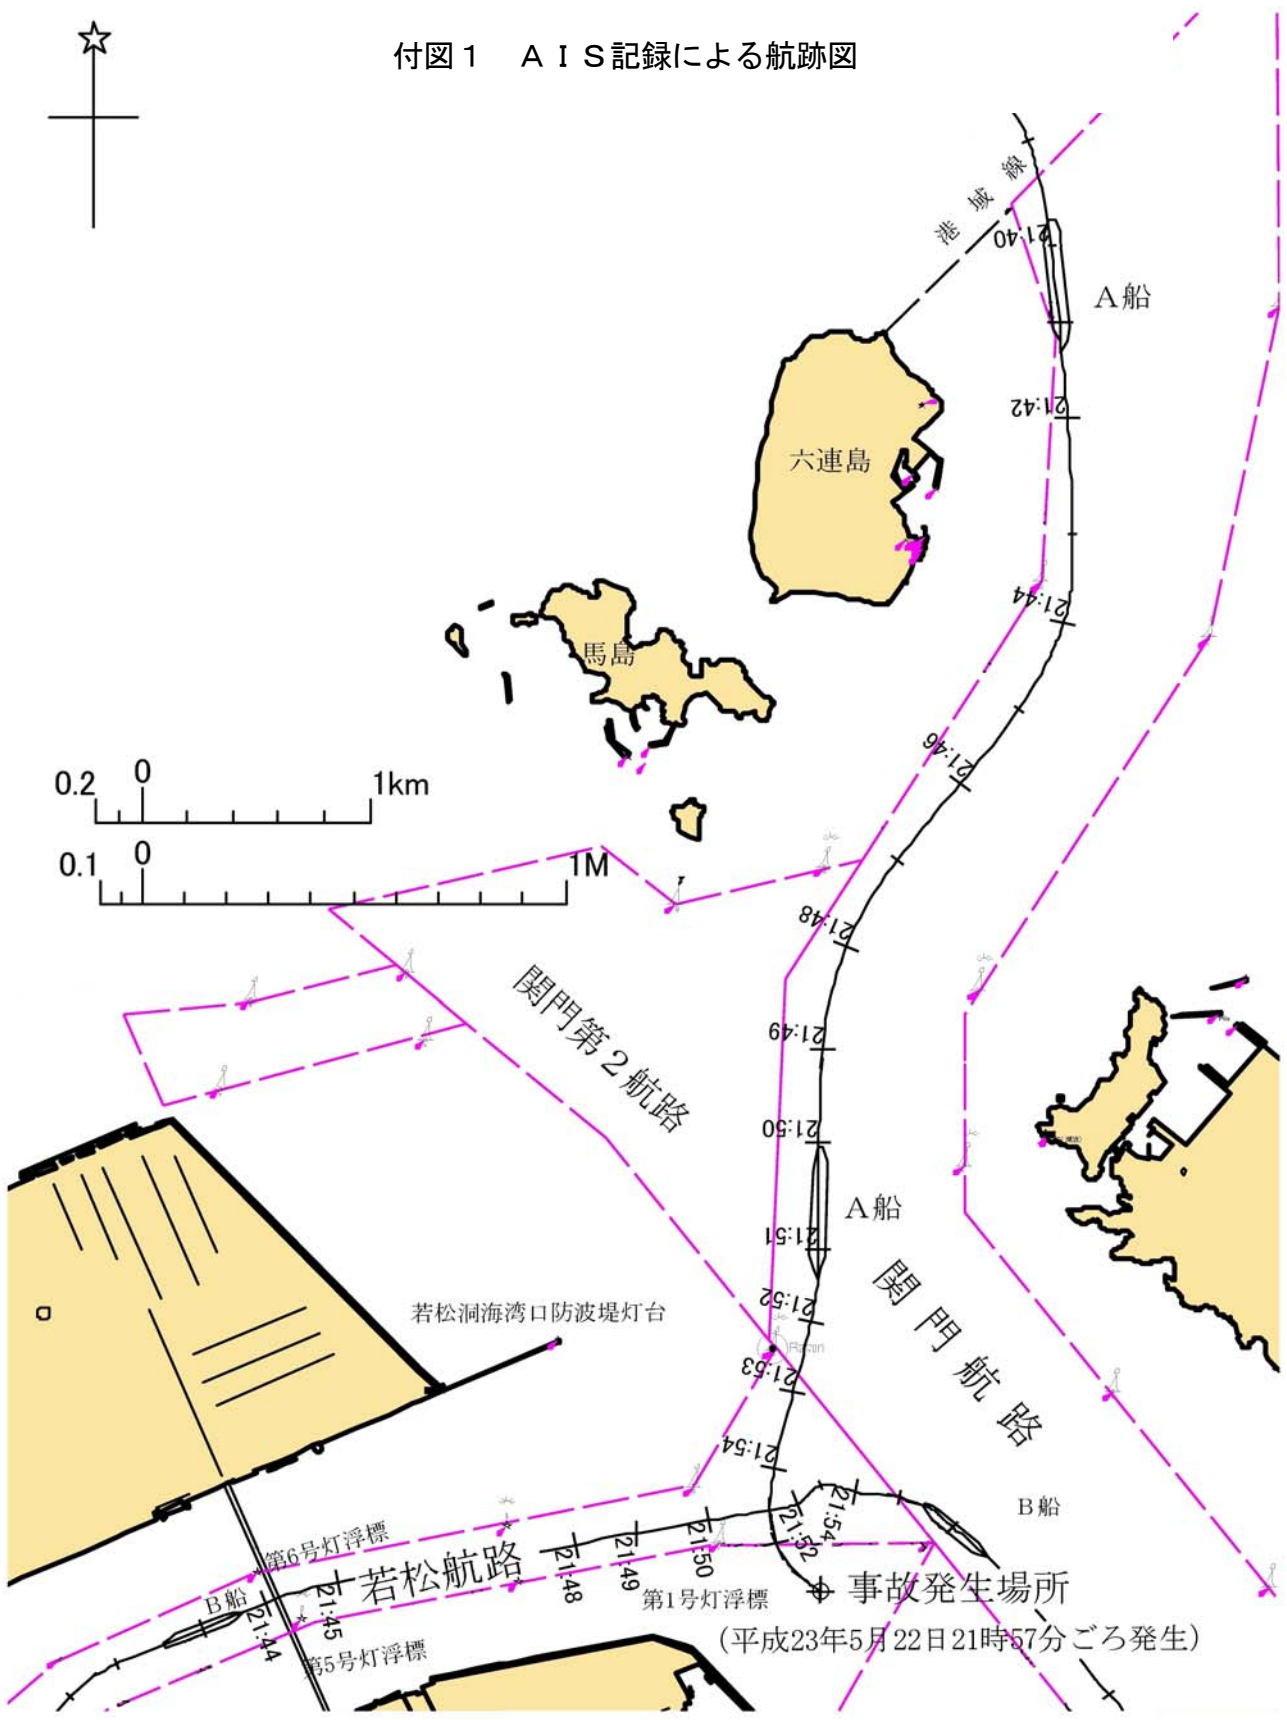 付図1 AIS記録による航跡図
港域線
21:40
A船
21:42
六連島
21:44
馬島
21:46
0.2 0 1km
0.1 0 1M
21:48
関門第2航路
21:49
21:50
A船
21:51
関門航路
21:52
若松洞海湾口防波堤灯台
Racon
21:53
21:54
B船
21:54
21:52
第6号灯浮標
若松航路
21:50
21:49
21:48
第1号灯浮標
事故発生場所
(平成23年5月22日21時57分ごろ発生)
B船
21:45
21:44
第5号灯浮標